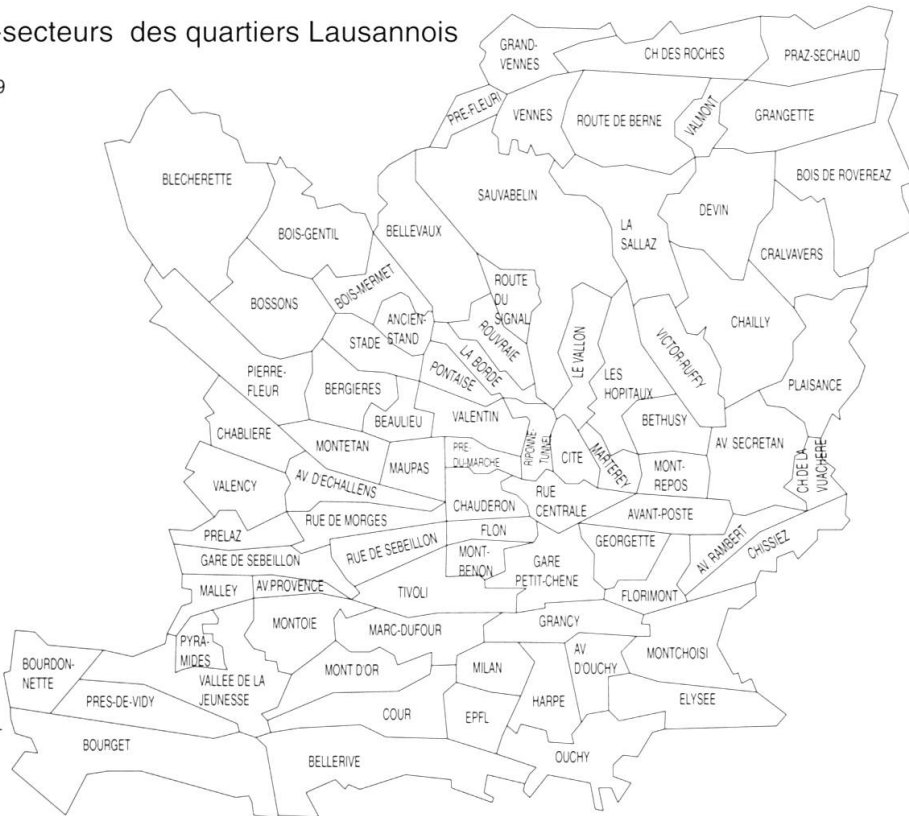 -secteurs des quartiers Lausannois
9
GRAND-
VENNES
CH DES ROCHES
PRAZ-SECHAUD
PRE-FLEURI
VENNES
ROUTE DE BERNE
VALMONT
GRANGETTE
BLECHERETTE
SAUVABELIN
BOIS DE ROVEREAZ
BOIS-GENTIL
BELLEVAUX
LA
SALLAZ
DEVIN
CRALVAVERS
BOSSONS
BOIS-MERMET
ROUTE
DU
SIGNAL
ANCIEN-
STAND
STADE
ROUVRAIE
LE VALLON
VICTOR-RUFFY
CHAILLY
PIERRE-
FLEUR
BERGIERES
LA BORDE
PONTAISE
LES
HOPITAUX
PLAISANCE
CHABLIERE
BEAULIEU
VALENTIN
BETHUSY
MONTETAN
MAUPAS
PRE-
DU-MARCHE
RIPONNE-
TUNNEL
CITE
MARTEREY
MONT-
REPOS
AV SECRETAN
CH DE LA
VUACHERE
VALENCY
AV D'ECHALLENS
CHAUDERON
RUE
CENTRALE
AVANT-POSTE
PRELAZ
RUE DE MORGES
FLON
GEORGETTE
AV RAMBERT
CHISSIEZ
GARE DE SEBEILLON
RUE DE SEBEILLON
MONT-
BENON
GARE
PETIT-CHENE
MALLEY
AV PROVENCE
TIVOLI
FLORIMONT
MONTOIE
MARC-DUFOUR
GRANCY
PYRA-
MIDES
BOURDON-
NETTE
VALLEE DE LA
JEUNESSE
MONT D'OR
MILAN
AV
D'OUCHY
MONTCHOISI
PRES-DE-VIDY
COUR
EPFL
HARPE
ELYSEE
BOURGET
BELLERIVE
OUCHY